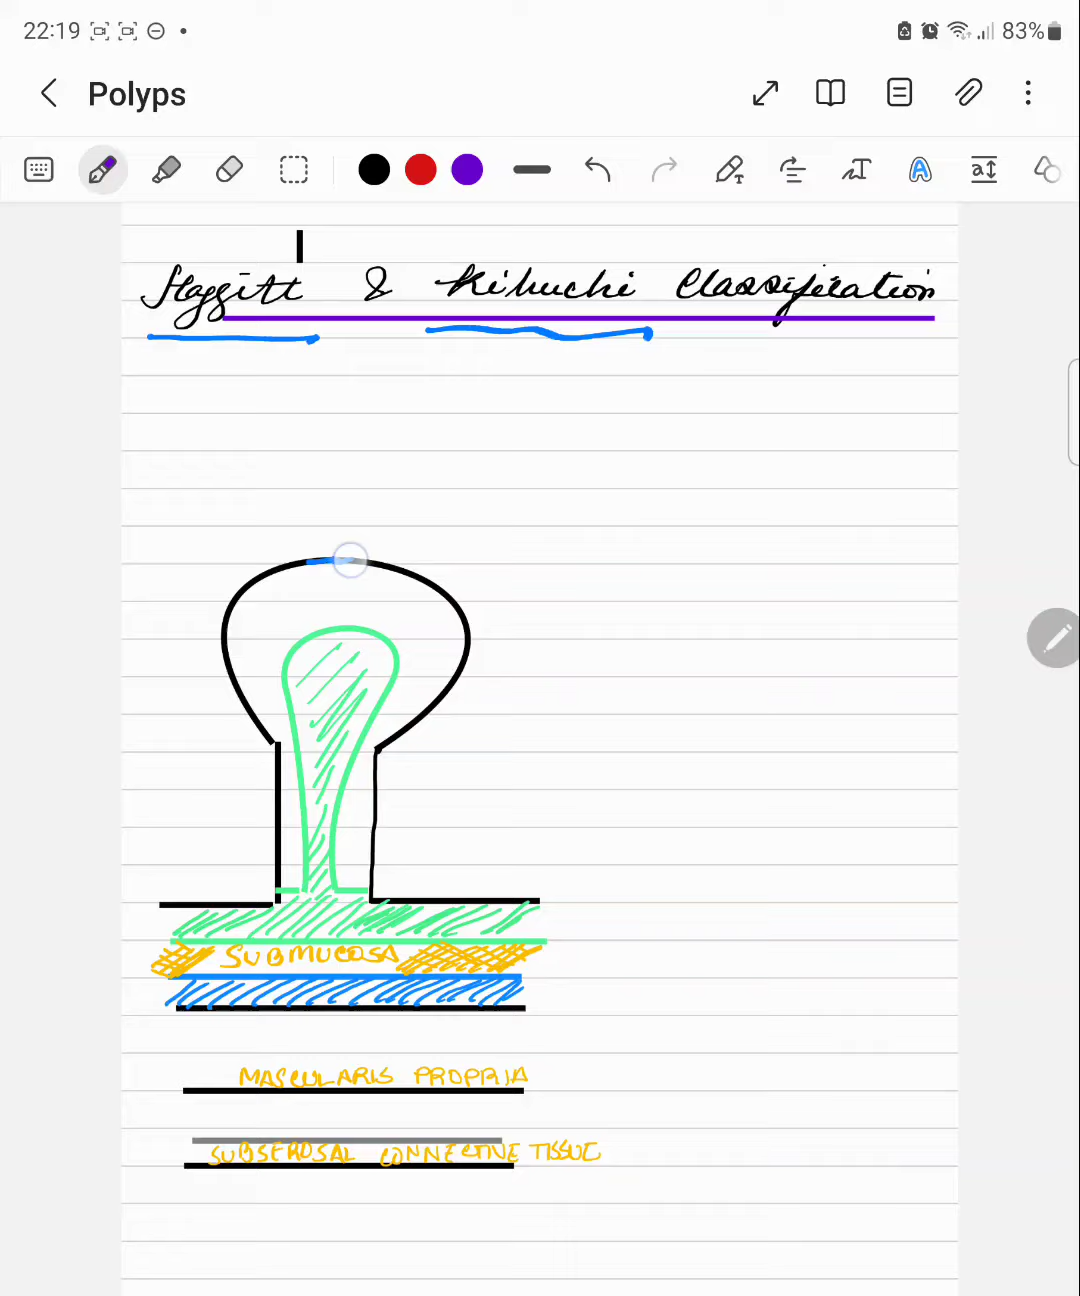 22:19 83%
Polyps
Haggitt & Kikuchi Classification
SUBMUCOSA
MASCULARIS PROPRIA
SUBSEROSAL CONNECTIVE TISSUE